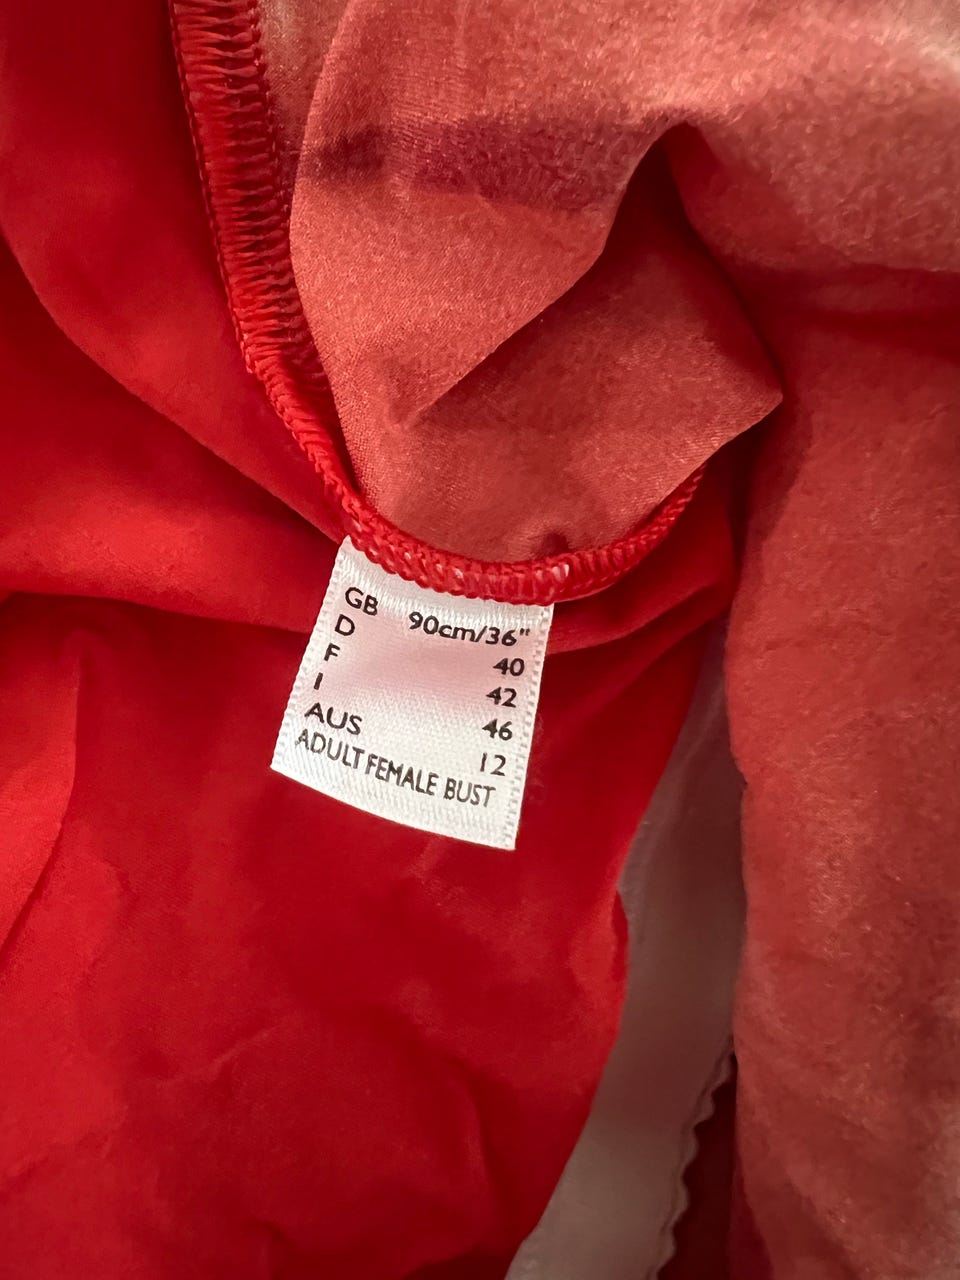 GB 90cm/36"
D 40
F 42
I 46
AUS 12
ADULT FEMALE BUST